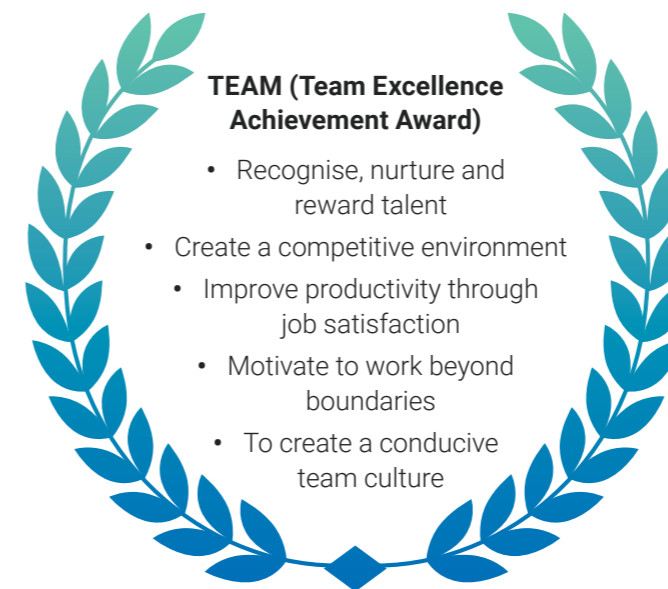 TEAM (Team Excellence
Achievement Award)
• Recognise, nurture and
reward talent
• Create a competitive environment
• Improve productivity through
job satisfaction
• Motivate to work beyond
boundaries
• To create a conducive
team culture